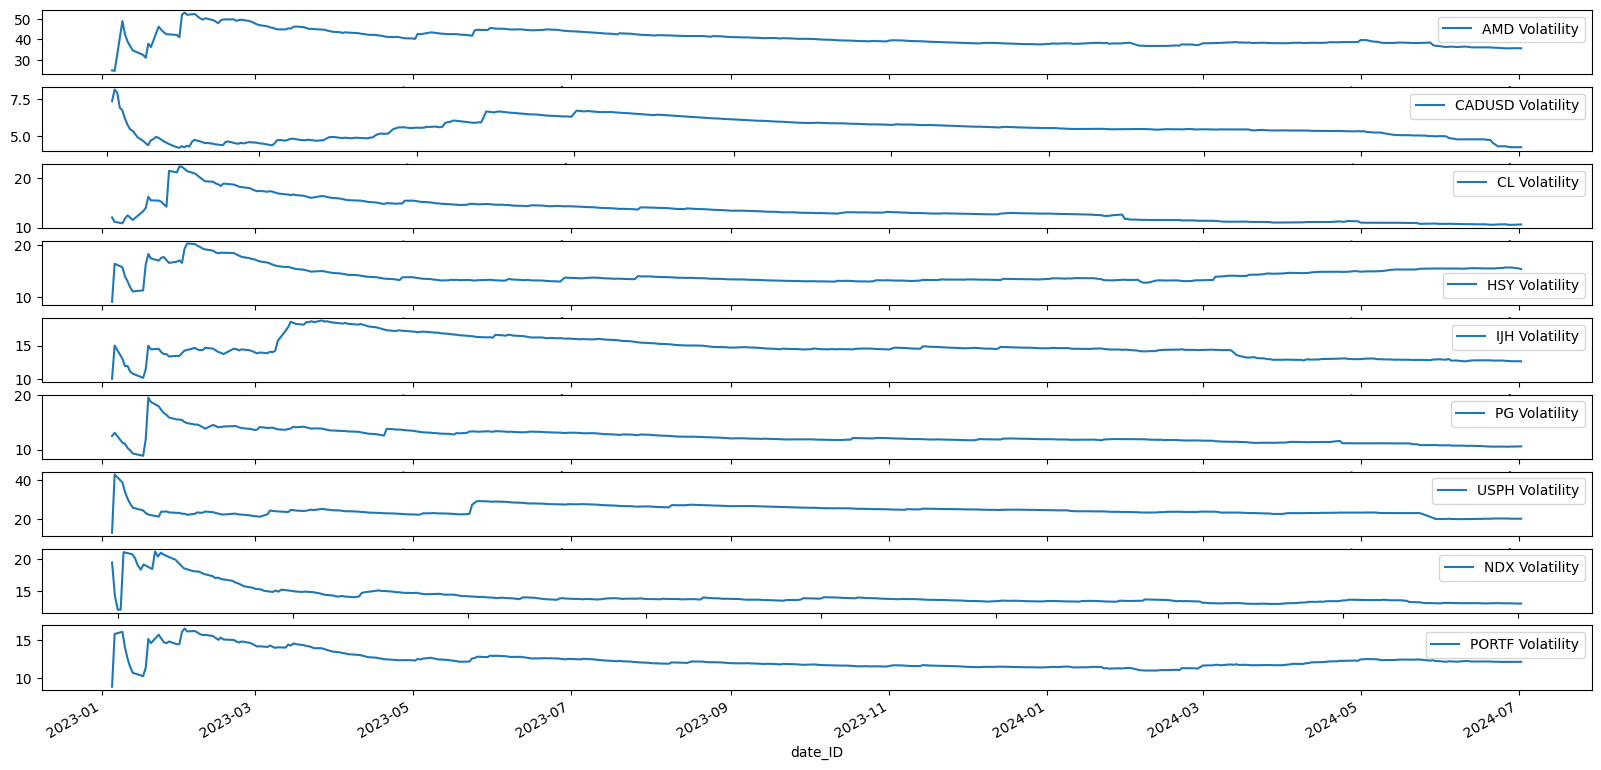 50
40
30
AMD Volatility
7.5
5.0
CADUSD Volatility
20
10
CL Volatility
20
10
HSY Volatility
15
10
IJH Volatility
20
10
PG Volatility
40
20
USPH Volatility
20
15
NDX Volatility
15
10
PORTF Volatility
2023-01
2023-03
2023-05
2023-07
2023-09
2023-11
2024-01
2024-03
2024-05
2024-07
date_ID